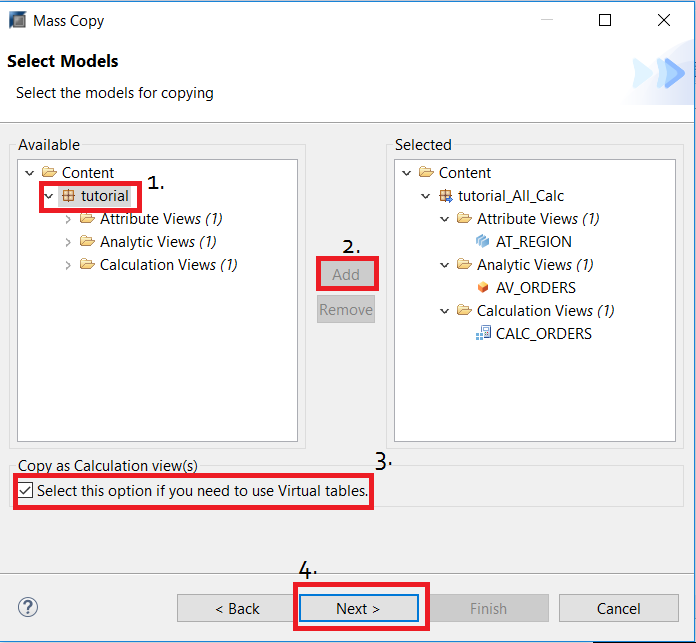 Mass Copy
Select Models
Select the models for copying
Available
Content
1.
tutorial
Attribute Views (1)
Analytic Views (1)
Calculation Views (1)
2.
Add
Remove
Selected
Content
tutorial_All_Calc
Attribute Views (1)
AT_REGION
Analytic Views (1)
AV_ORDERS
Calculation Views (1)
CALC_ORDERS
Copy as Calculation view(s)
3.
Select this option if you need to use Virtual tables.
4.
?
< Back
Next >
Finish
Cancel